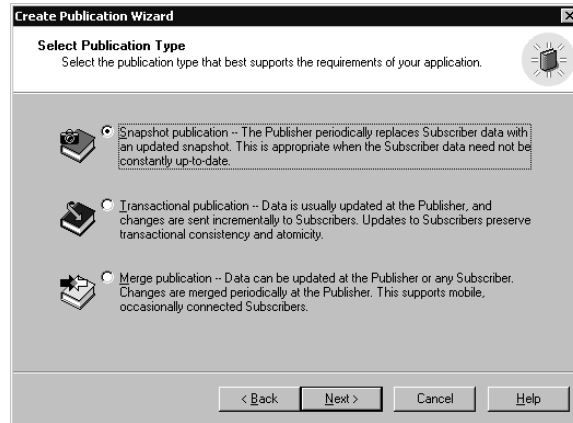 Create Publication Wizard
Select Publication Type
Select the publication type that best supports the requirements of your application.
Snapshot publication -- The Publisher periodically replaces Subscriber data with
an updated snapshot. This is appropriate when the Subscriber data need not be
constantly up-to-date.
Transactional publication -- Data is usually updated at the Publisher, and
changes are sent incrementally to Subscribers. Updates to Subscribers preserve
transactional consistency and atomicity.
Merge publication -- Data can be updated at the Publisher or any Subscriber.
Changes are merged periodically at the Publisher. This supports mobile,
occasionally connected Subscribers.
< Back Next > Cancel Help